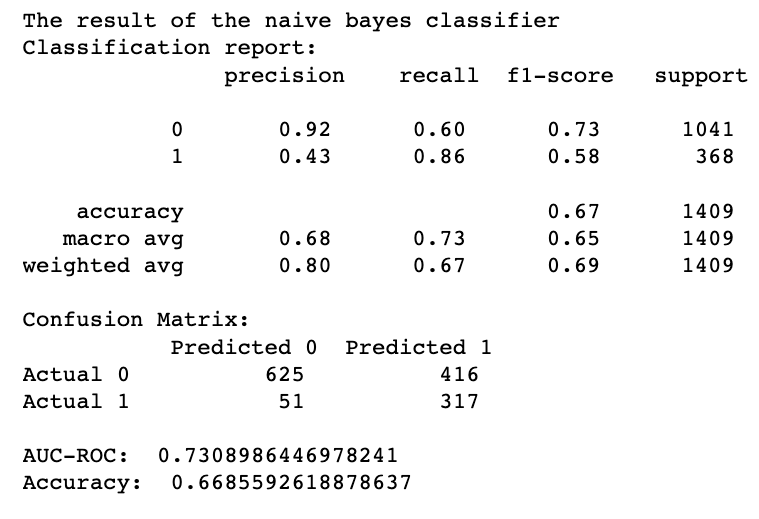 The result of the naive bayes classifier
Classification report:
precision recall f1-score support
0 0.92 0.60 0.73 1041
1 0.43 0.86 0.58 368
accuracy 0.67 1409
macro avg 0.68 0.73 0.65 1409
weighted avg 0.80 0.67 0.69 1409
Confusion Matrix:
Predicted 0 Predicted 1
Actual 0 625 416
Actual 1 51 317
AUC-ROC: 0.7308986446978241
Accuracy: 0.6685592618878637